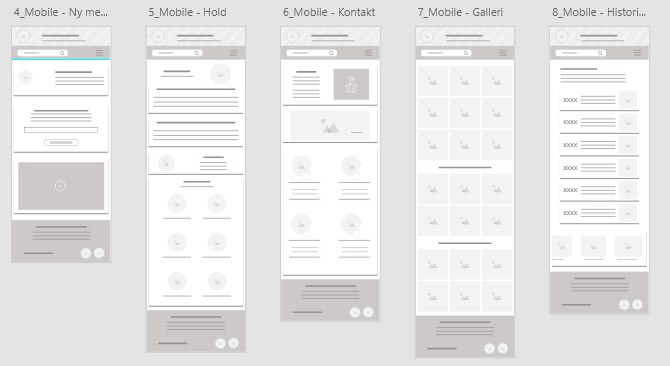 4_Mobile - Ny me...
5_Mobile - Hold
6_Mobile - Kontakt
7_Mobile - Galleri
8_Mobile - Histori...
XXXX
XXXX
XXXX
XXXX
XXXX
XXXX